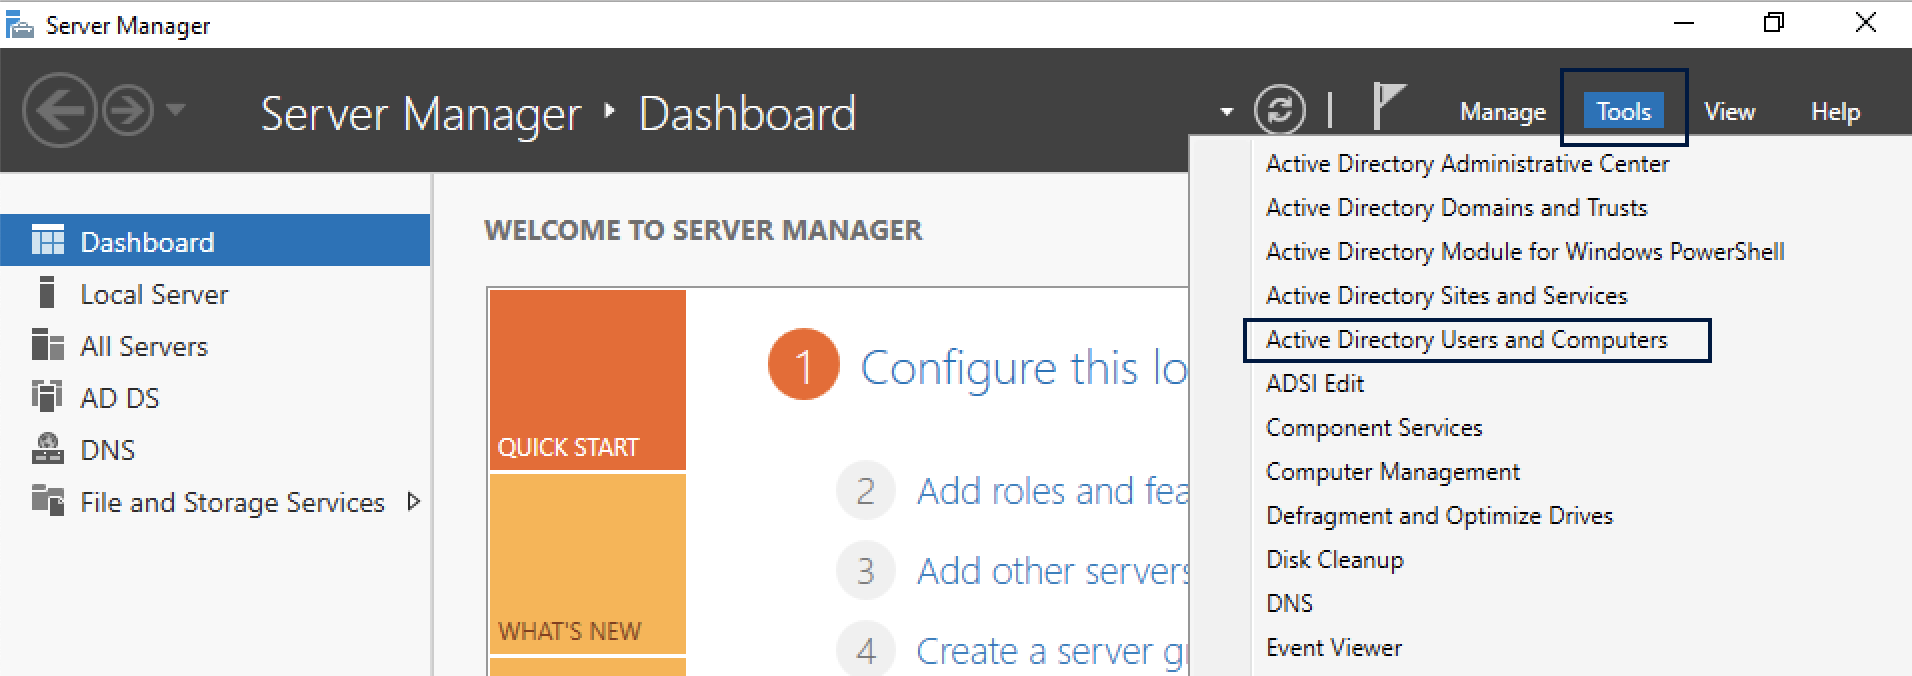 Server Manager
Server Manager ‣ Dashboard
Manage
Tools
View
Help
Dashboard
Local Server
All Servers
AD DS
DNS
File and Storage Services
WELCOME TO SERVER MANAGER
QUICK START
WHAT'S NEW
1 Configure this lo
2 Add roles and fea
3 Add other servers
4 Create a server g
Active Directory Administrative Center
Active Directory Domains and Trusts
Active Directory Module for Windows PowerShell
Active Directory Sites and Services
Active Directory Users and Computers
ADSI Edit
Component Services
Computer Management
Defragment and Optimize Drives
Disk Cleanup
DNS
Event Viewer